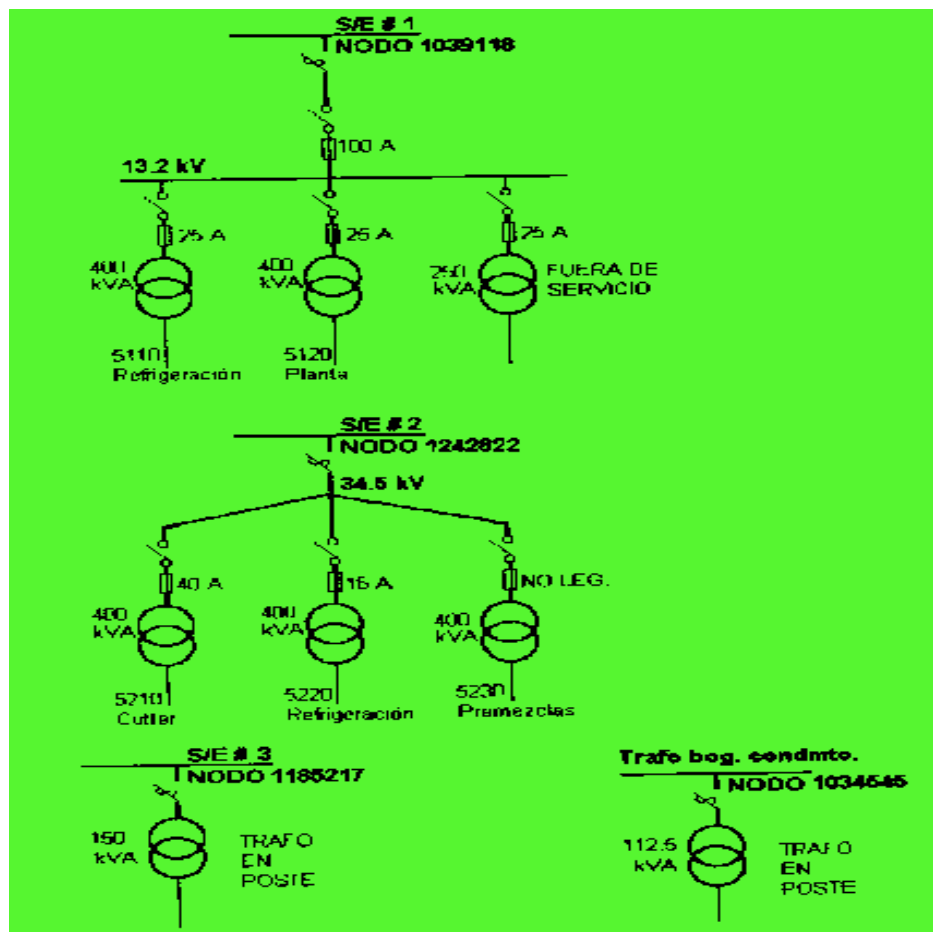 S/E # 1
NODO 1039118
100 A
13.2 kV
25 A
25 A
25 A
400 kVA
400 kVA
250 kVA
FUERA DE
SERVICIO
5110
Refrigeración
5120
Planta
S/E # 2
NODO 1242822
34.5 kV
40 A
15 A
NO LEG.
400 kVA
400 kVA
400 kVA
5210
Cutler
5220
Refrigeración
5230
Premezclas
S/E # 3
NODO 1185217
150
kVA
TRAFO
EN
POSTE
Trafo bog. condmto.
NODO 1034545
112.5
kVA
TRAFO
EN
POSTE